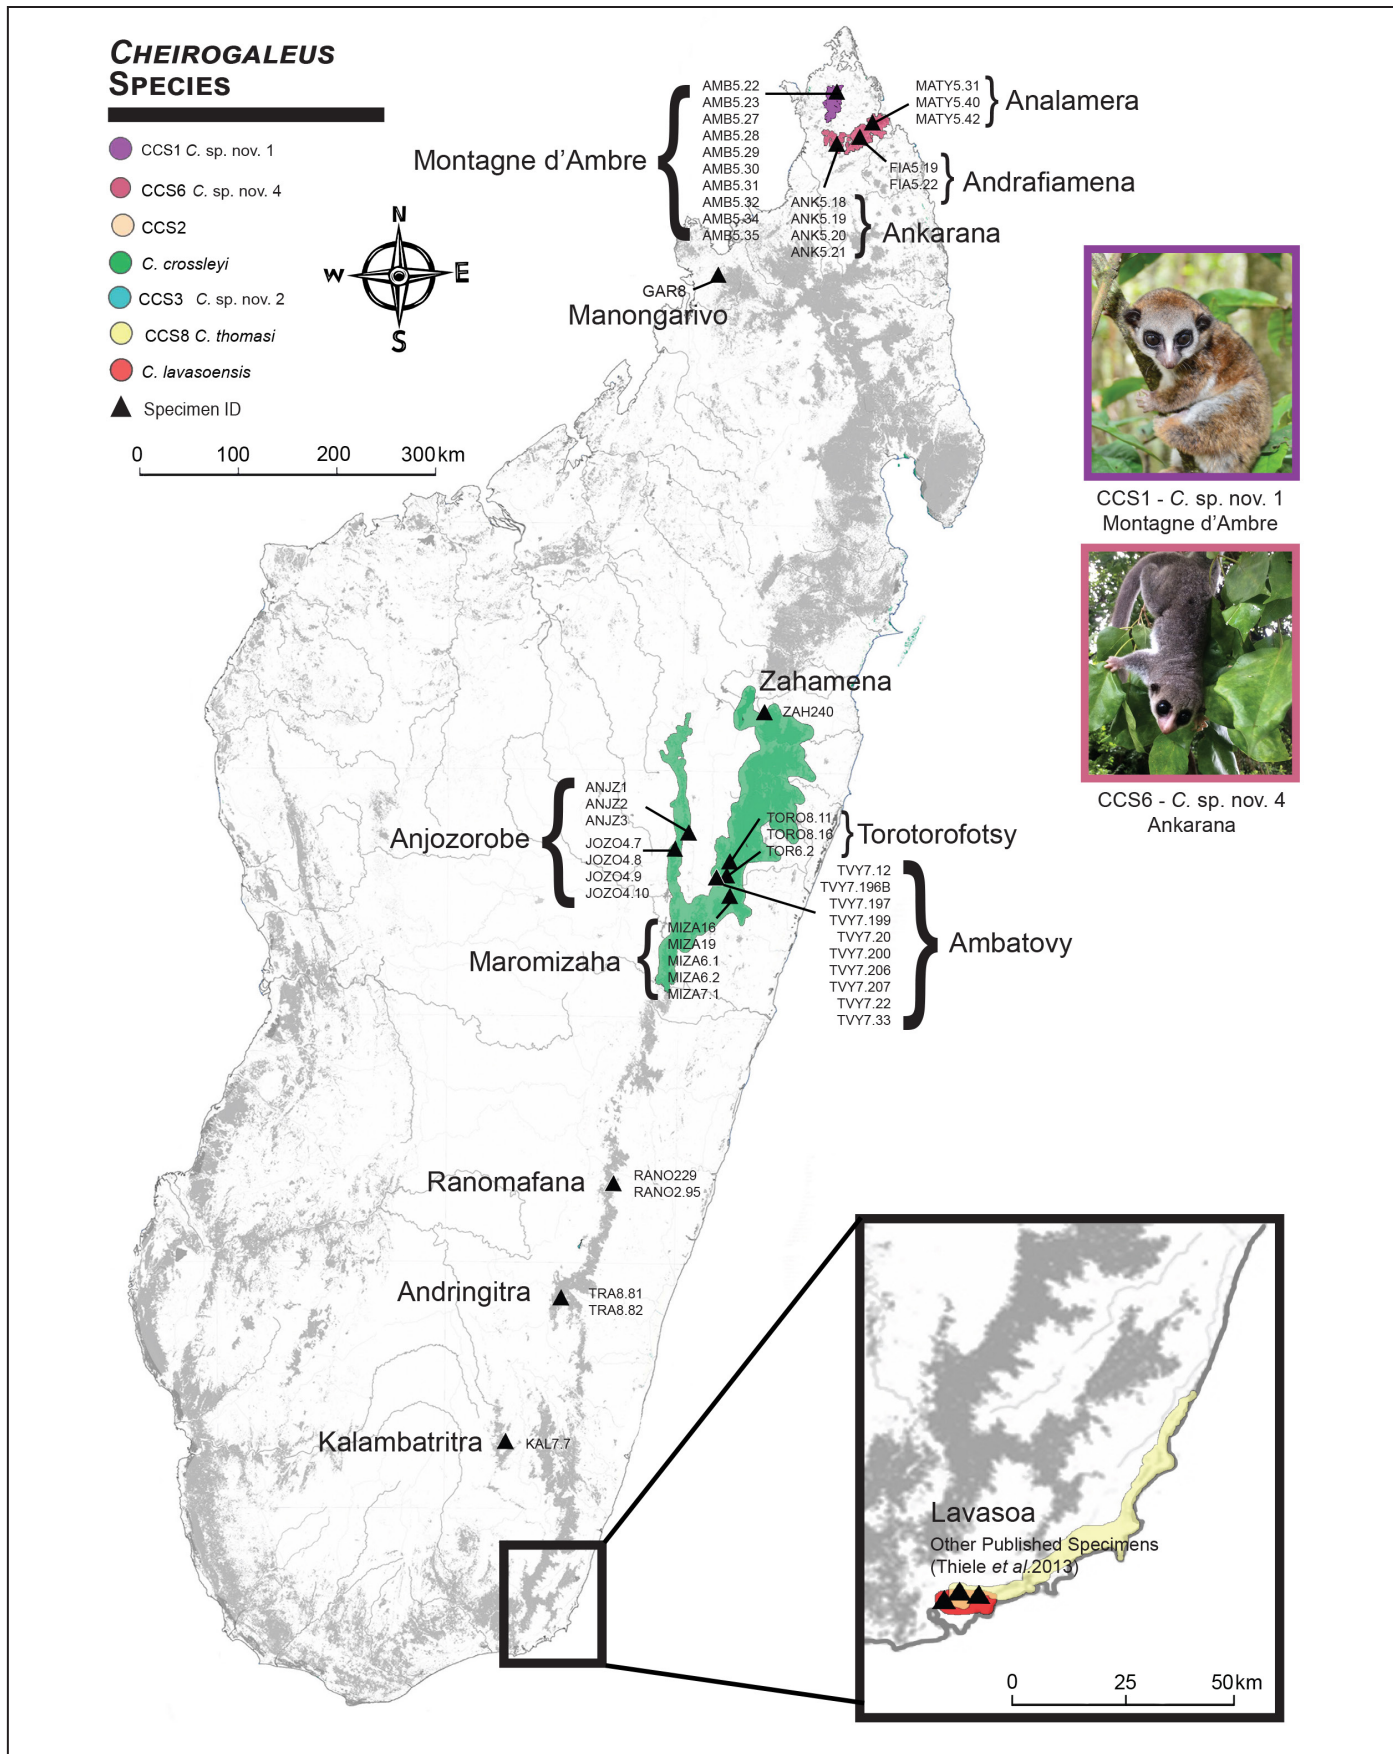 CHEIROGALEUS
SPECIES
CCS1 C. sp. nov. 1
CCS6 C. sp. nov. 4
CCS2
C. crossleyi
CCS3 C. sp. nov. 2
CCS8 C. thomasi
C. lavasoensis
Specimen ID
N
W
E
S
0 100 200 300km
Montagne d'Ambre
AMB5.22
AMB5.23
AMB5.27
AMB5.28
AMB5.29
AMB5.30
AMB5.31
AMB5.32
AMB5.34
AMB5.35
MATY5.31
MATY5.40
MATY5.42
Analamera
FIA5.19
FIA5.22
Andrafiamena
ANK5.18
ANK5.19
ANK5.20
ANK5.21
Ankarana
GAR8
Manongarivo
CCS1 - C. sp. nov. 1
Montagne d'Ambre
CCS6 - C. sp. nov. 4
Ankarana
Zahamena
ZAH240
Anjozorobe
ANJZ1
ANJZ2
ANJZ3
JOZO4.7
JOZO4.8
JOZO4.9
JOZO4.10
TORO8.11
TORO8.16
TOR6.2
Torotorofotsy
TVY7.12
TVY7.196B
TVY7.197
TVY7.199
TVY7.20
TVY7.200
TVY7.206
TVY7.207
TVY7.22
TVY7.33
Ambatovy
Maromizaha
MIZA16
MIZA19
MIZA6.1
MIZA6.2
MIZA7.1
Ranomafana
RANO229
RANO2.95
Andringitra
TRA8.81
TRA8.82
Kalambatritra
KAL7.7
Lavasoa
Other Published Specimens
(Thiele et al.2013)
0 25 50km